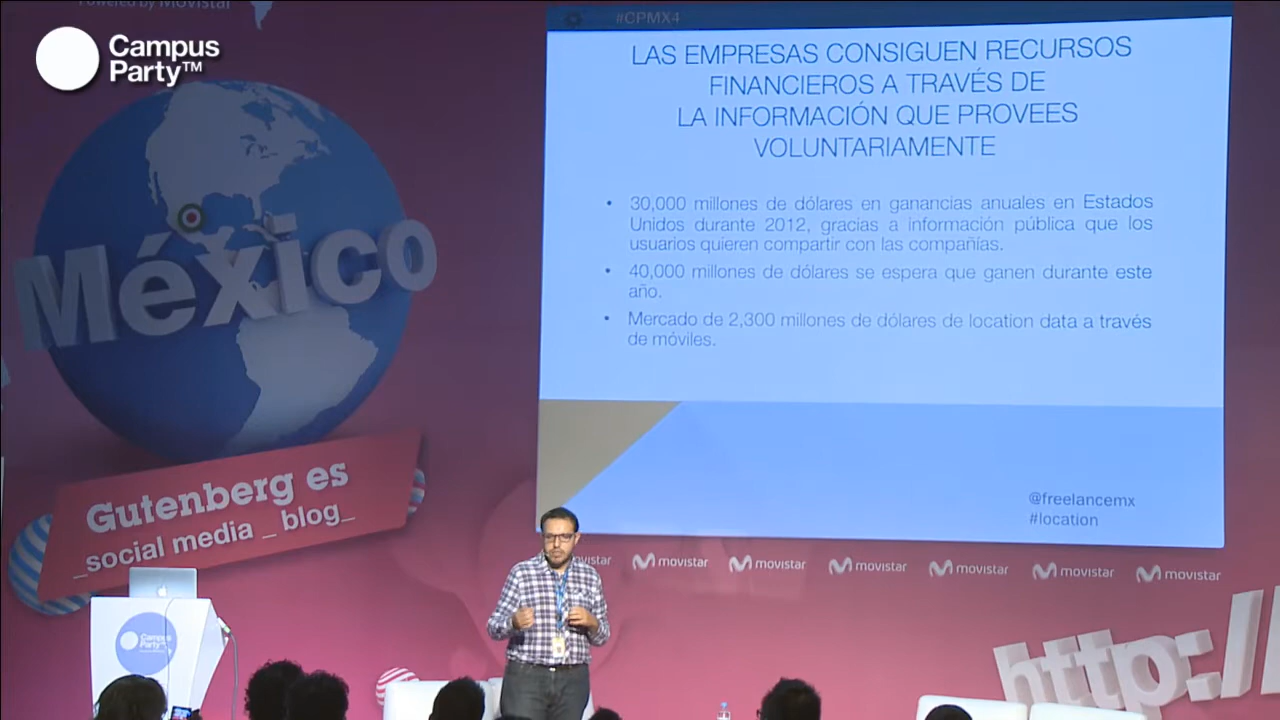 Powered by Movistar
Campus
Party™
#CPMX4
LAS EMPRESAS CONSIGUEN RECURSOS
FINANCIEROS A TRAVÉS DE
LA INFORMACIÓN QUE PROVEES
VOLUNTARIAMENTE
• 30,000 millones de dólares en ganancias anuales en Estados
Unidos durante 2012, gracias a información pública que los
usuarios quieren compartir con las compañías.
• 40,000 millones de dólares se espera que ganen durante este
año.
• Mercado de 2,300 millones de dólares de location data a través
de móviles.
@freelancemx
#location
México
Gutenberg es
_social media _ blog_
movistar movistar movistar movistar movistar movistar
Campus
Party™
http://